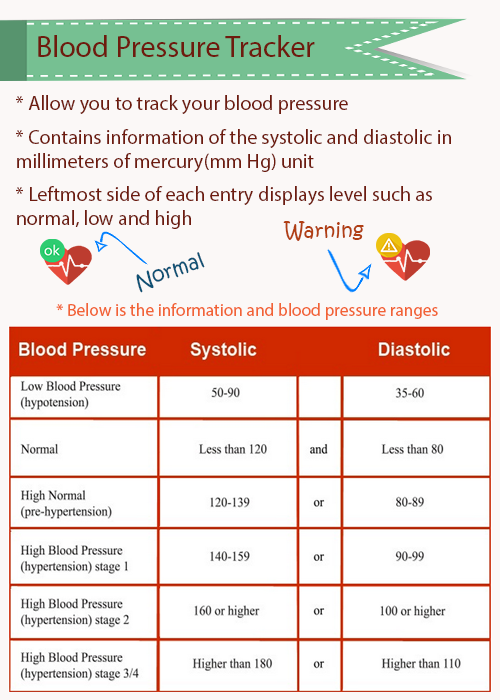 Blood Pressure Tracker
* Allow you to track your blood pressure
* Contains information of the systolic and diastolic in
millimeters of mercury(mm Hg) unit
* Leftmost side of each entry displays level such as
normal, low and high
Warning
ok
Normal
* Below is the information and blood pressure ranges
Blood Pressure Systolic Diastolic
Low Blood Pressure
(hypotension) 50-90 35-60
Normal Less than 120 and Less than 80
High Normal
(pre-hypertension) 120-139 or 80-89
High Blood Pressure
(hypertension) stage 1 140-159 or 90-99
High Blood Pressure
(hypertension) stage 2 160 or higher or 100 or higher
High Blood Pressure
(hypertension) stage 3/4 Higher than 180 or Higher than 110